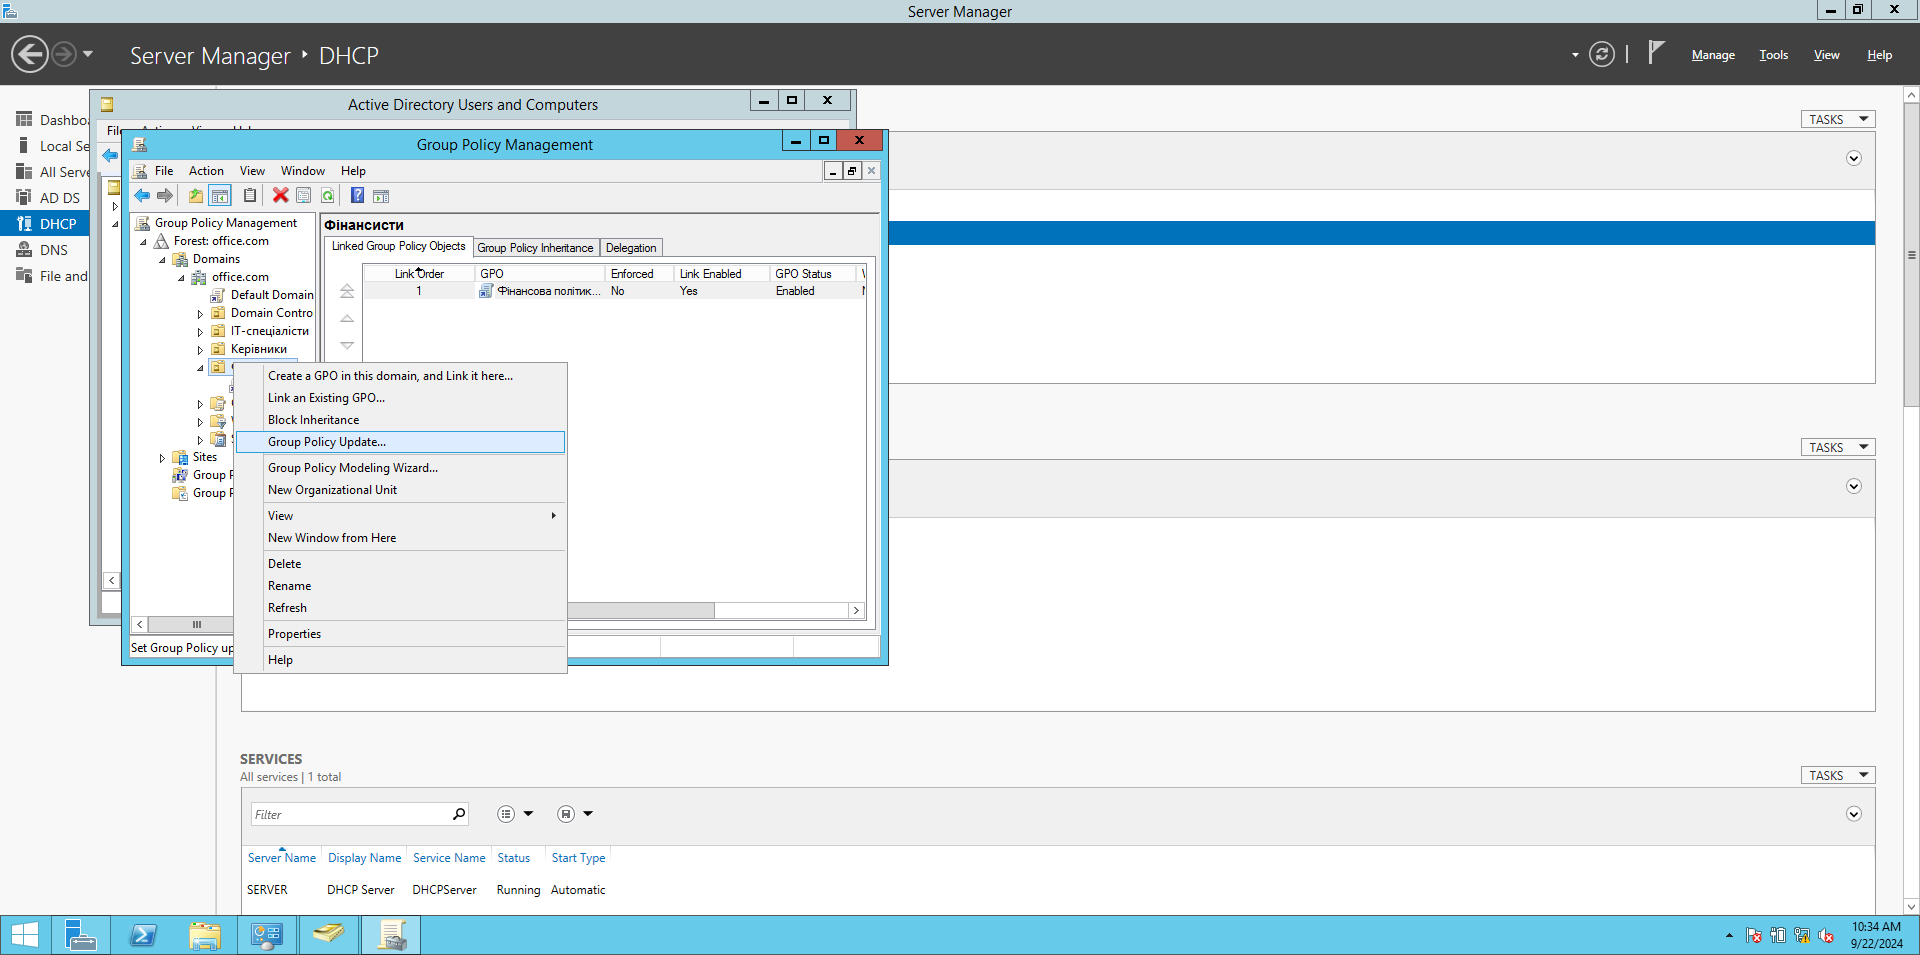 Server Manager
Server Manager ‣ DHCP
Manage Tools View Help
Local Se
All Serve
AD DS
DHCP
DNS
File and
Active Directory Users and Computers
Group Policy Management
File Action View Window Help
Group Policy Management
Forest: office.com
Domains
office.com
Default Domain
Domain Contro
ІТ-спеціалісти
Керівники
Sites
Group P
Group P
Set Group Policy up
Фінансисти
Linked Group Policy Objects Group Policy Inheritance Delegation
Link Order GPO Enforced Link Enabled GPO Status
1 Фінансова політик... No Yes Enabled
Create a GPO in this domain, and Link it here...
Link an Existing GPO...
Block Inheritance
Group Policy Update...
Group Policy Modeling Wizard...
New Organizational Unit
View
New Window from Here
Delete
Rename
Refresh
Properties
Help
TASKS
TASKS
SERVICES
All services | 1 total
TASKS
Filter
Server Name Display Name Service Name Status Start Type
SERVER DHCP Server DHCPServer Running Automatic
10:34 AM
9/22/2024